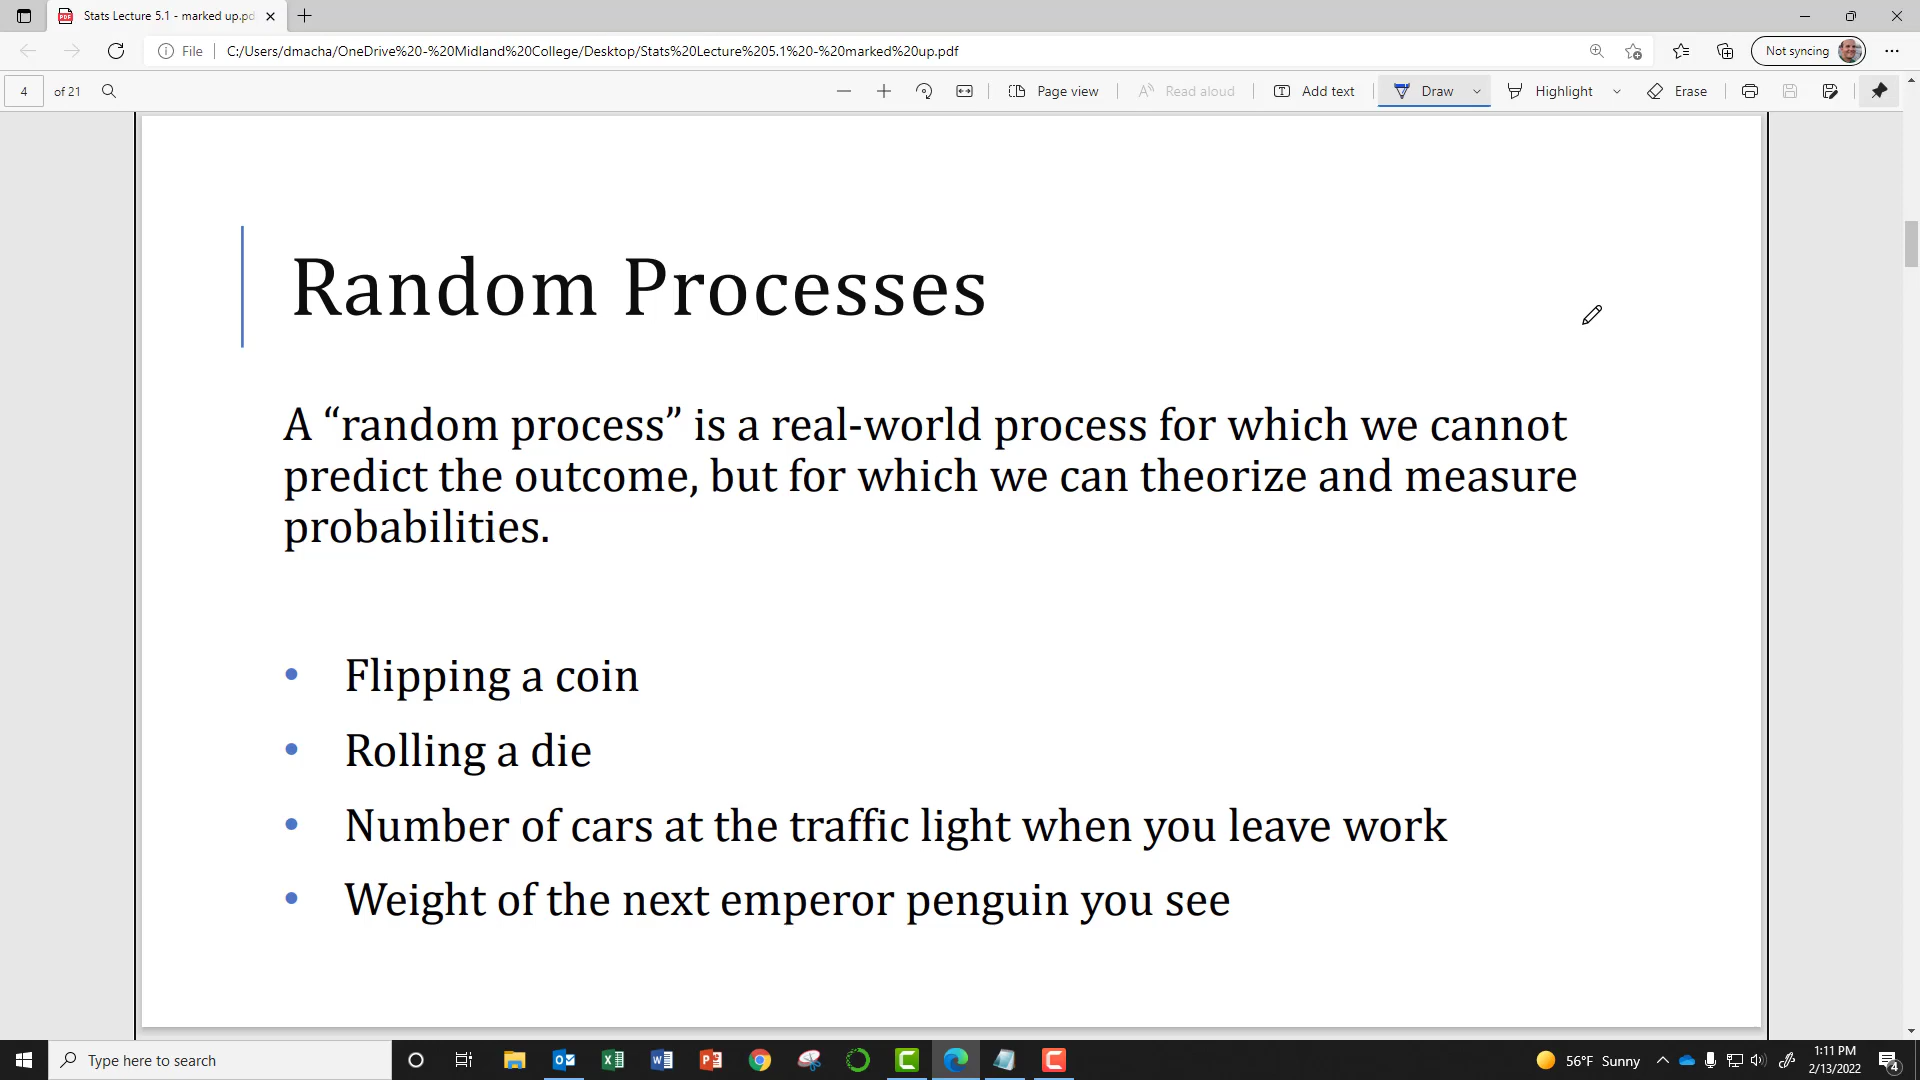 Stats Lecture 5.1 - marked up.pd
File
C:/Users/dmacha/OneDrive%20-%20Midland%20College/Desktop/Stats%20Lecture%205.1%20-%20marked%20up.pdf
Not syncing
4 of 21
Page view
Read aloud
Add text
Draw
Highlight
Erase
Random Processes
A “random process” is a real-world process for which we cannot
predict the outcome, but for which we can theorize and measure
probabilities.
• Flipping a coin
• Rolling a die
• Number of cars at the traffic light when you leave work
• Weight of the next emperor penguin you see
Type here to search
56°F Sunny
1:11 PM
2/13/2022
4